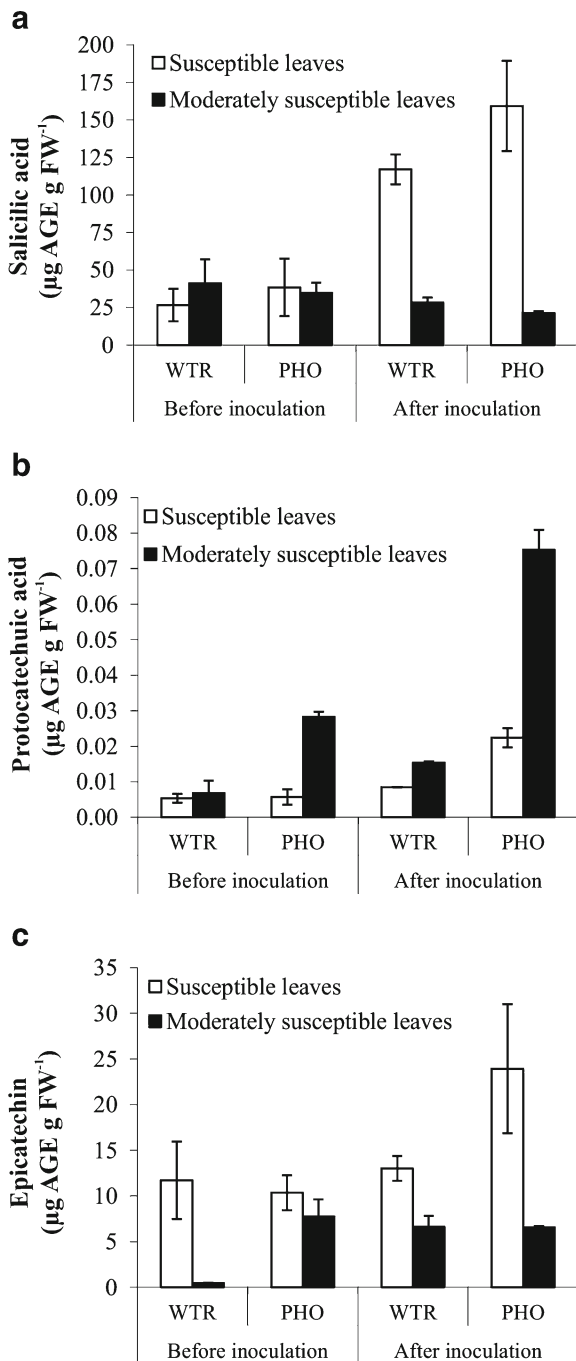 a
Salicilic acid
(µg AGE g FW⁻¹)
200
175
150
125
100
75
50
25
0
Susceptible leaves
Moderately susceptible leaves
WTR PHO WTR PHO
Before inoculation After inoculation
b
Protocatechuic acid
(µg AGE g FW⁻¹)
0.09
0.08
0.07
0.06
0.05
0.04
0.03
0.02
0.01
0.00
Susceptible leaves
Moderately susceptible leaves
WTR PHO WTR PHO
Before inoculation After inoculation
c
Epicatechin
(µg AGE g FW⁻¹)
35
30
25
20
15
10
5
0
Susceptible leaves
Moderately susceptible leaves
WTR PHO WTR PHO
Before inoculation After inoculation